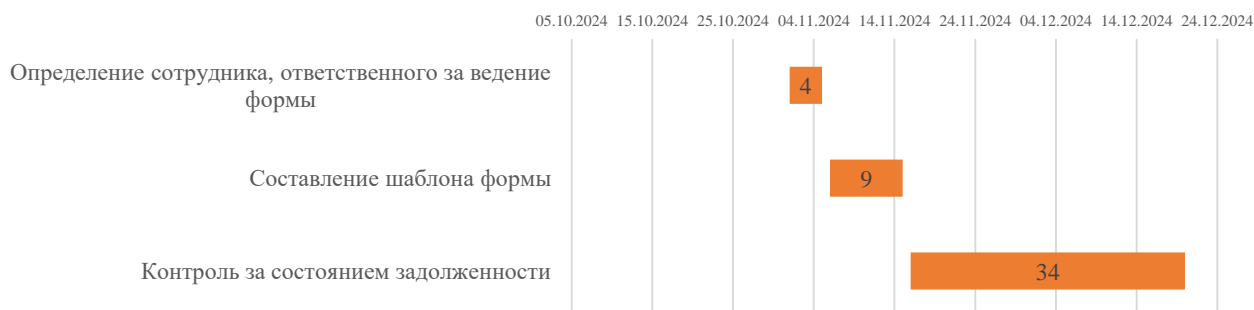 05.10.2024 15.10.2024 25.10.2024 04.11.2024 14.11.2024 24.11.2024 04.12.2024 14.12.2024 24.12.2024
Определение сотрудника, ответственного за ведение
формы
4
Составление шаблона формы
9
Контроль за состоянием задолженности
34